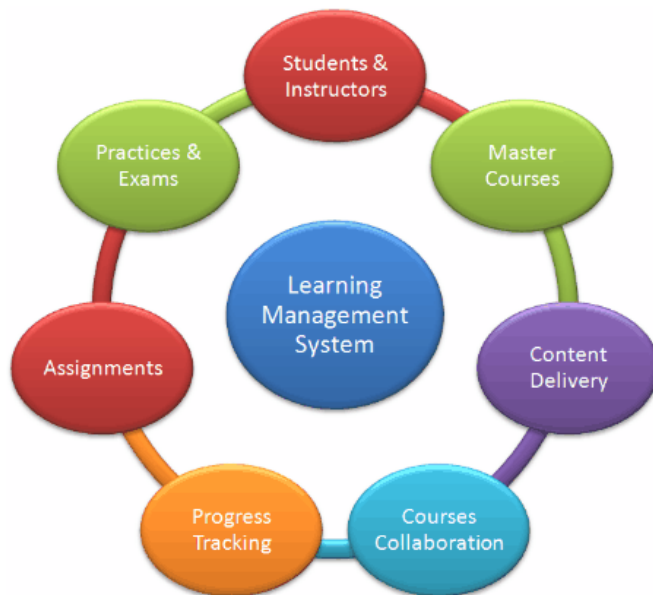 Students &
Instructors
Practices &
Exams
Master
Courses
Learning
Management
System
Assignments
Content
Delivery
Progress
Tracking
Courses
Collaboration